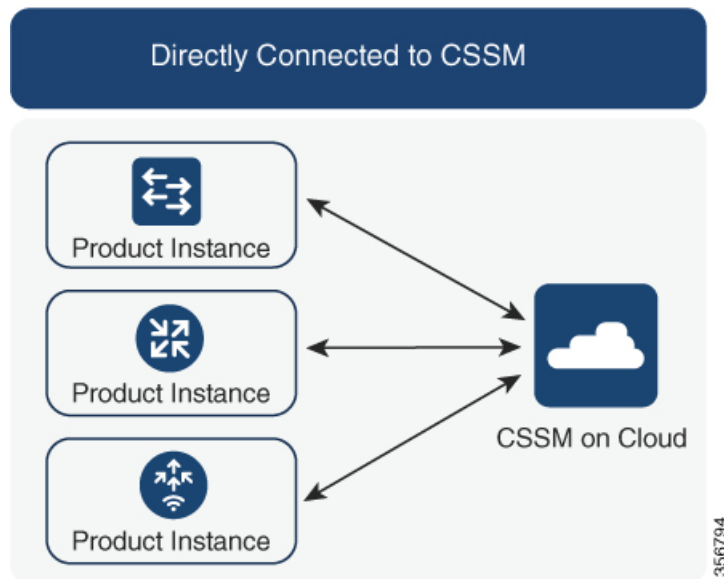 Directly Connected to CSSM
Product Instance
Product Instance
Product Instance
CSSM on Cloud
356794